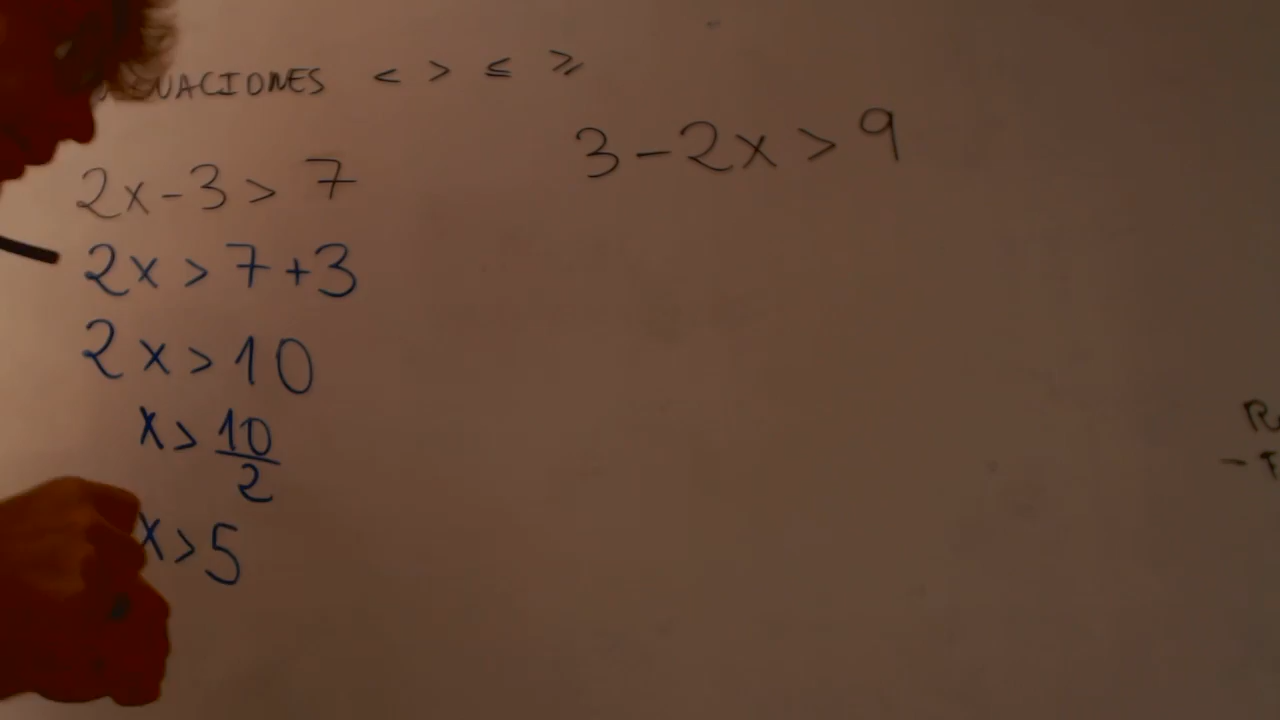 UACIONES < > ≤ ≥
2x - 3 > 7
2x > 7 + 3
2x > 10
x > 10/2
x > 5
3 - 2x > 9
R
-